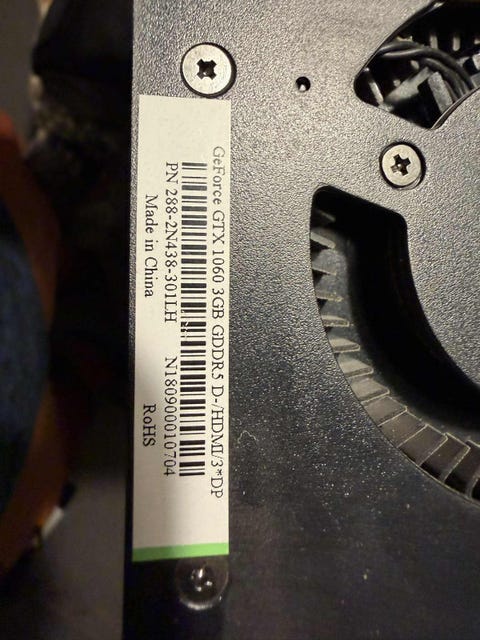 GeForce GTX 1060 3GB GDDR5 D-/HDMI/3*DP
PN 288-2N438-301LH N1809000010704
Made in China RoHS